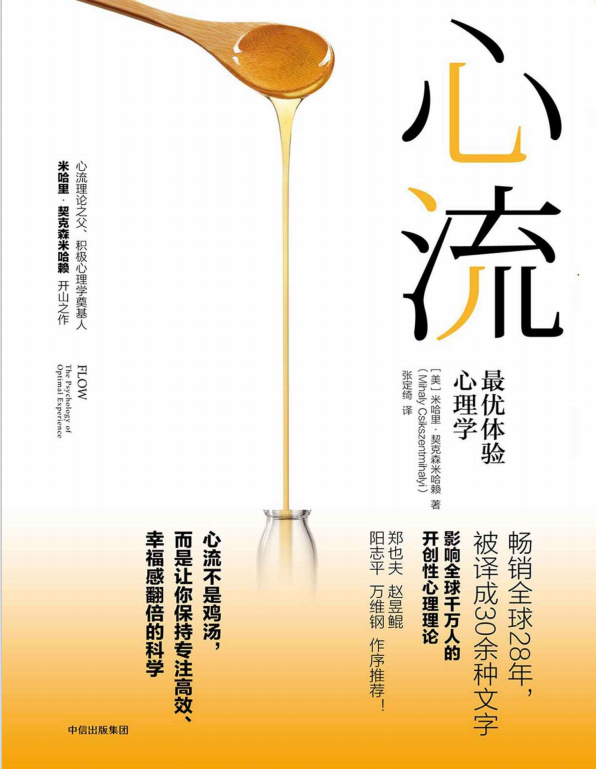 心流
最优体验
心理学
[美] 米哈里·契克森米哈赖 著
(Mihaly Csikszentmihalyi)
张定绮 译
畅销全球28年，
被译成30余种文字
影响全球千万人的
开创性心理理论
郑也夫 赵昱鲲
阳志平 万维钢 作序推荐！
心流不是鸡汤，
而是让你保持专注高效、
幸福感翻倍的科学
心流理论之父、积极心理学奠基人
米哈里·契克森米哈赖 开山之作
FLOW
The Psychology of
Optimal Experience
中信出版集团